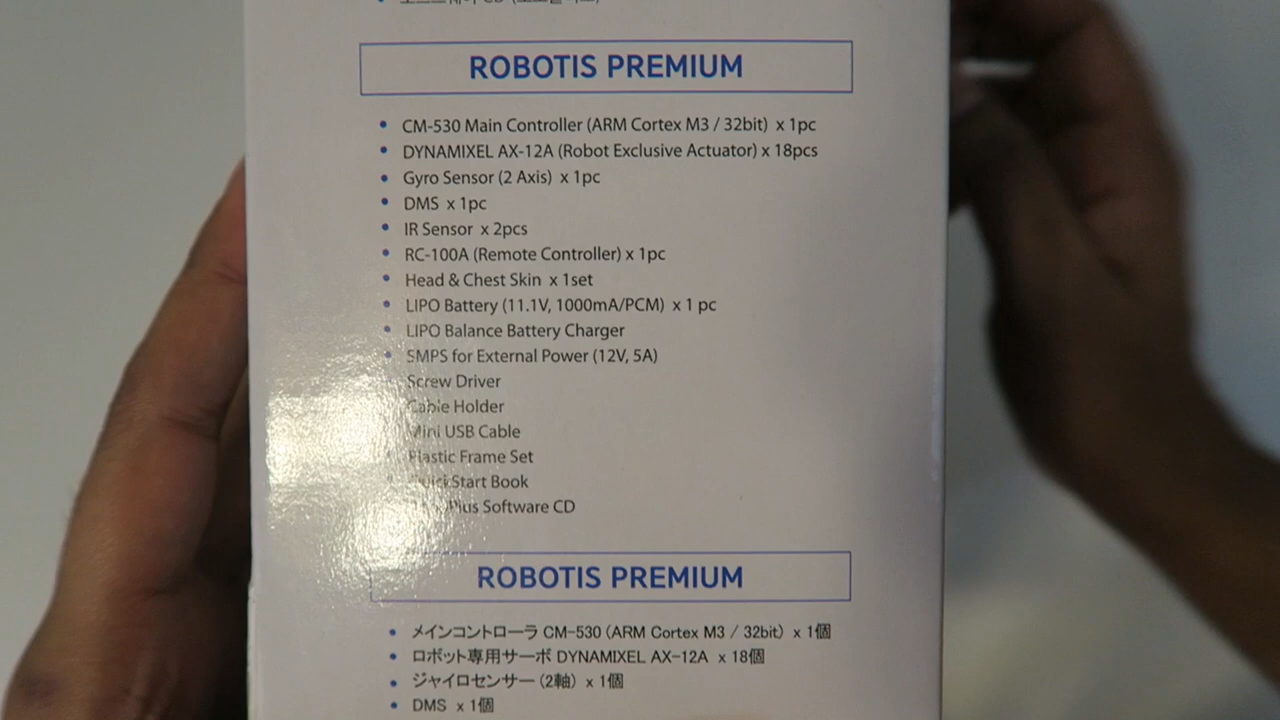 ROBOTIS PREMIUM
CM-530 Main Controller (ARM Cortex M3 / 32bit) x 1pc
DYNAMIXEL AX-12A (Robot Exclusive Actuator) x 18pcs
Gyro Sensor (2 Axis) x 1pc
DMS x 1pc
IR Sensor x 2pcs
RC-100A (Remote Controller) x 1pc
Head & Chest Skin x 1set
LIPO Battery (11.1V, 1000mA/PCM) x 1 pc
LIPO Balance Battery Charger
SMPS for External Power (12V, 5A)
Screw Driver
Cable Holder
Mini USB Cable
Plastic Frame Set
Quick Start Book
Software CD
ROBOTIS PREMIUM
メインコントローラ CM-530 (ARM Cortex M3 / 32bit) x 1個
ロボット専用サーボ DYNAMIXEL AX-12A x 18個
ジャイロセンサー (2軸) x 1個
DMS x 1個